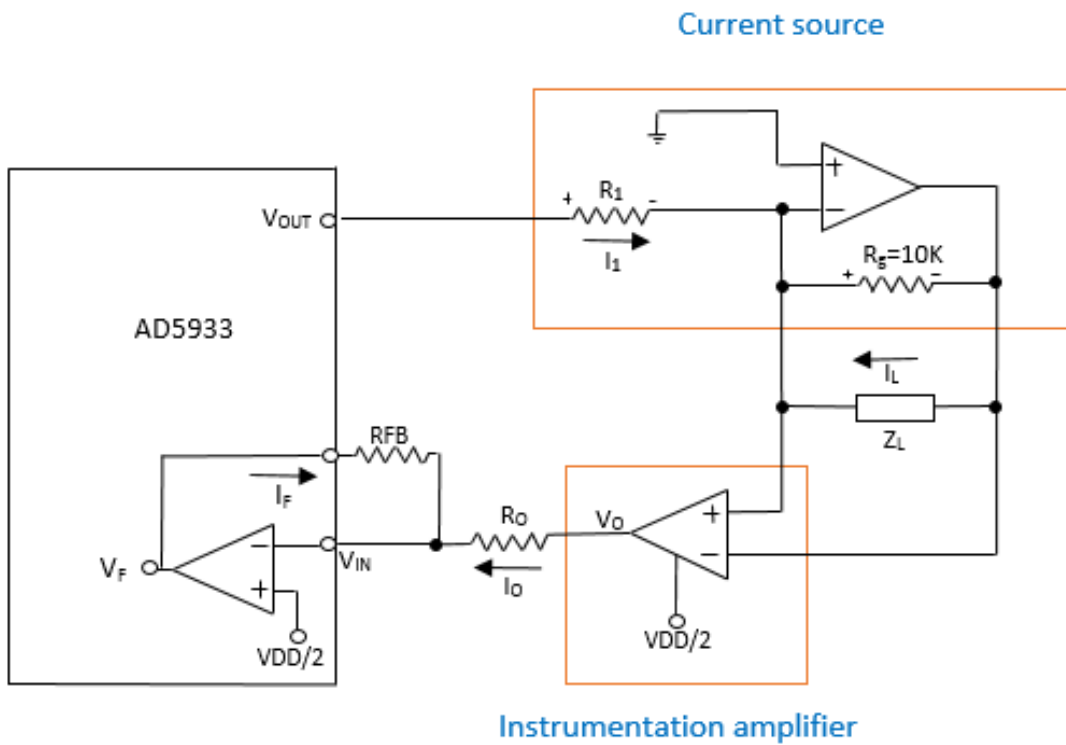 Current source
+ R1 -
I1
+
−
VOUT
Rg=10K
+ -
AD5933
IL
ZL
RFB
IF
RO
VO
+
−
VIN
IO
VF
−
+
VDD/2
VDD/2
Instrumentation amplifier